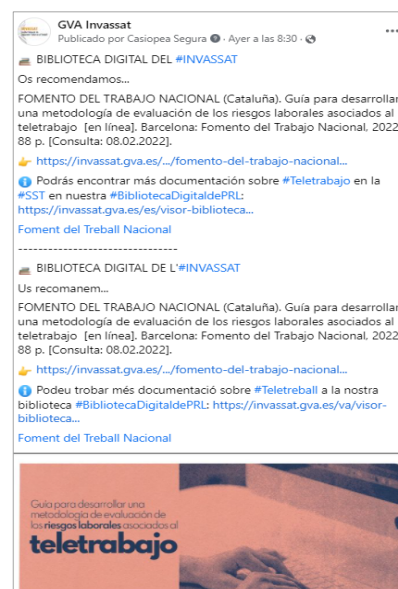 GVA Invassat
Publicado por Casiopea Segura · Ayer a las 8:30 ·
BIBLIOTECA DIGITAL DEL #INVASSAT
Os recomendamos...
FOMENTO DEL TRABAJO NACIONAL (Cataluña). Guía para desarrollar
una metodología de evaluación de los riesgos laborales asociados al
teletrabajo [en línea]. Barcelona: Fomento del Trabajo Nacional, 2022
88 p. [Consulta: 08.02.2022].
https://invassat.gva.es/.../fomento-del-trabajo-nacional...
Podrás encontrar más documentación sobre #Teletrabajo en la
#SST en nuestra #BibliotecaDigitaldePRL:
https://invassat.gva.es/es/visor-biblioteca...
Foment del Treball Nacional
--------------------------------
BIBLIOTECA DIGITAL DE L'#INVASSAT
Us recomanem...
FOMENTO DEL TRABAJO NACIONAL (Cataluña). Guía para desarrollar
una metodología de evaluación de los riesgos laborales asociados al
teletrabajo [en línea]. Barcelona: Fomento del Trabajo Nacional, 2022
88 p. [Consulta: 08.02.2022].
https://invassat.gva.es/.../fomento-del-trabajo-nacional...
Podeu trobar més documentació sobre #Teletreball a la nostra
biblioteca #BibliotecaDigitaldePRL: https://invassat.gva.es/va/visor-
biblioteca...
Foment del Treball Nacional
Guía para desarrollar una
metodología de evaluación de
los riesgos laborales asociados al
teletrabajo